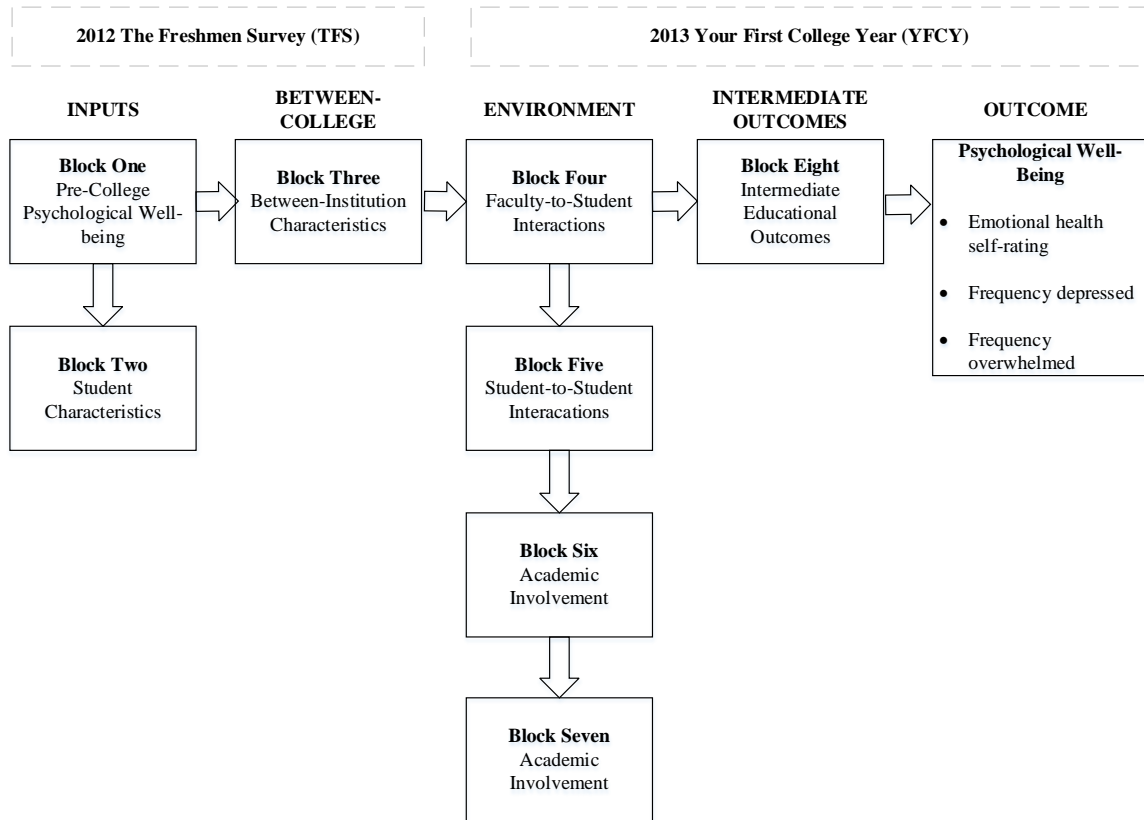 2012 The Freshmen Survey (TFS)
2013 Your First College Year (YFCY)
INPUTS
BETWEEN-
COLLEGE
ENVIRONMENT
INTERMEDIATE
OUTCOMES
OUTCOME
Block One
Pre-College
Psychological Well-
being
Block Two
Student
Characteristics
Block Three
Between-Institution
Characteristics
Block Four
Faculty-to-Student
Interactions
Block Five
Student-to-Student
Interacations
Block Six
Academic
Involvement
Block Seven
Academic
Involvement
Block Eight
Intermediate
Educational
Outcomes
Psychological Well-
Being
• Emotional health
self-rating
• Frequency depressed
• Frequency
overwhelmed